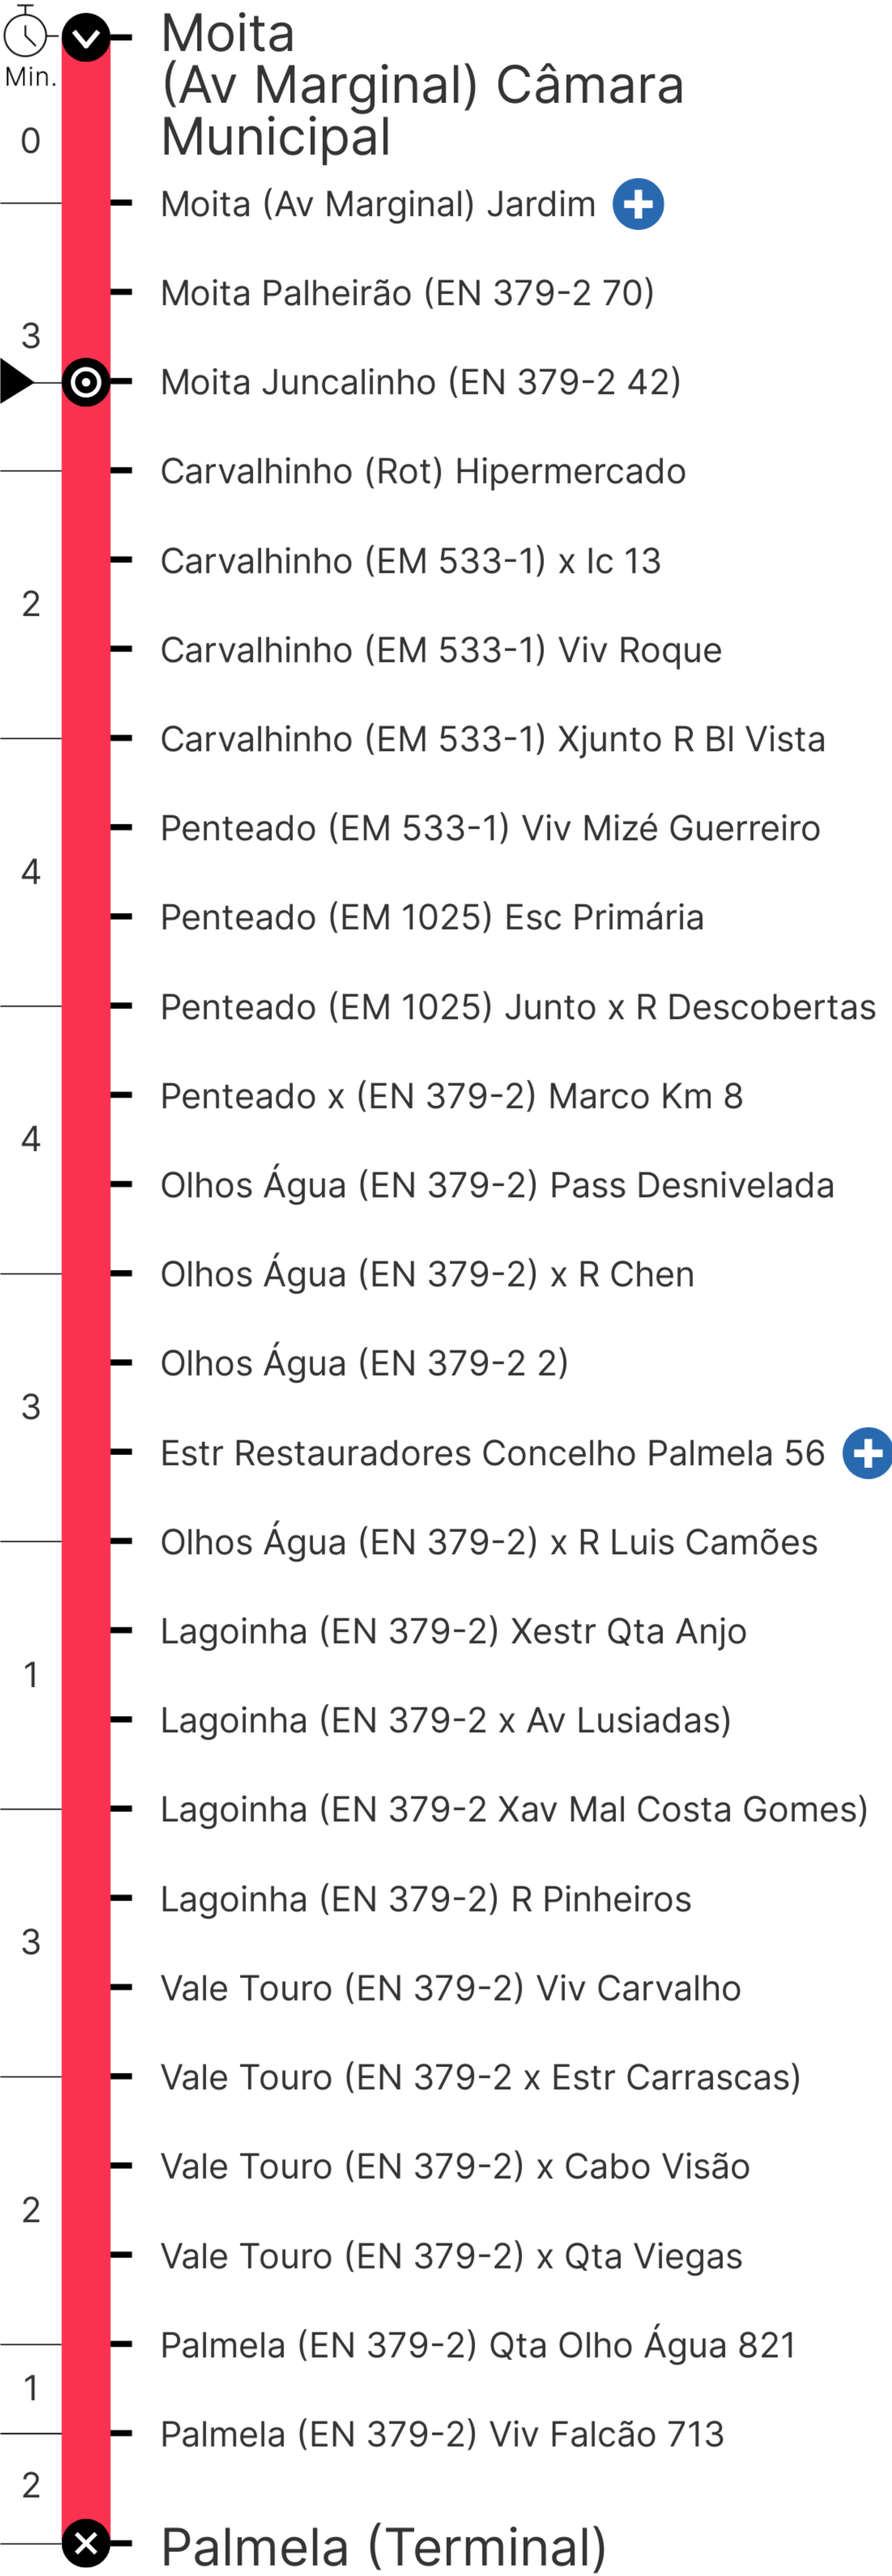 Moita
(Av Marginal) Câmara
Municipal
Min.
0
Moita (Av Marginal) Jardim
Moita Palheirão (EN 379-2 70)
3
Moita Juncalinho (EN 379-2 42)
Carvalhinho (Rot) Hipermercado
Carvalhinho (EM 533-1) x Ic 13
2
Carvalhinho (EM 533-1) Viv Roque
Carvalhinho (EM 533-1) Xjunto R Bl Vista
Penteado (EM 533-1) Viv Mizé Guerreiro
4
Penteado (EM 1025) Esc Primária
Penteado (EM 1025) Junto x R Descobertas
Penteado x (EN 379-2) Marco Km 8
4
Olhos Água (EN 379-2) Pass Desnivelada
Olhos Água (EN 379-2) x R Chen
Olhos Água (EN 379-2 2)
3
Estr Restauradores Concelho Palmela 56
Olhos Água (EN 379-2) x R Luis Camões
Lagoinha (EN 379-2) Xestr Qta Anjo
1
Lagoinha (EN 379-2 x Av Lusiadas)
Lagoinha (EN 379-2 Xav Mal Costa Gomes)
Lagoinha (EN 379-2) R Pinheiros
3
Vale Touro (EN 379-2) Viv Carvalho
Vale Touro (EN 379-2 x Estr Carrascas)
Vale Touro (EN 379-2) x Cabo Visão
2
Vale Touro (EN 379-2) x Qta Viegas
Palmela (EN 379-2) Qta Olho Água 821
1
Palmela (EN 379-2) Viv Falcão 713
2
Palmela (Terminal)